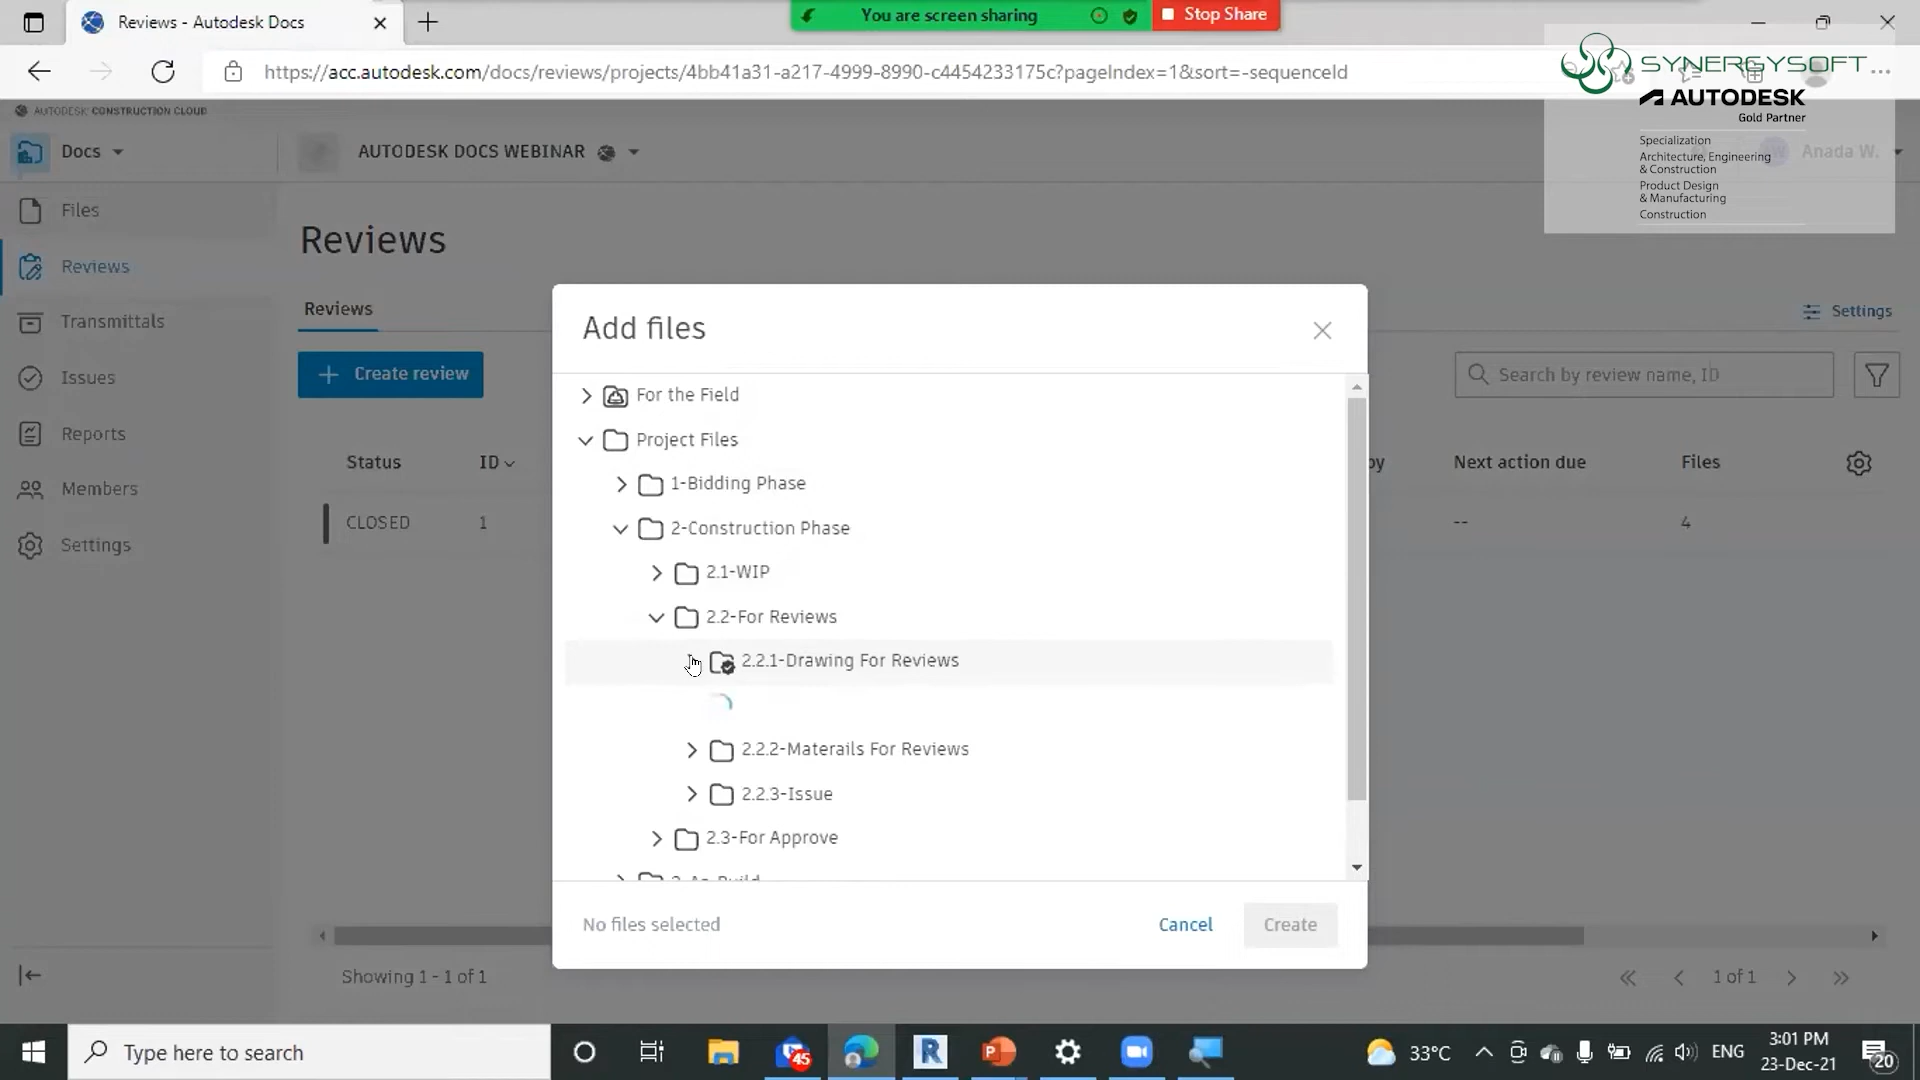 Reviews - Autodesk Docs
You are screen sharing
Stop Share
https://acc.autodesk.com/docs/reviews/projects/4bb41a31-a217-4999-8990-c4454233175c?pageIndex=1&sort=-sequenceId
SYNERGYSOFT
AUTODESK
Gold Partner
Specialization
Architecture, Engineering
& Construction
Product Design
& Manufacturing
Construction
AUTODESK CONSTRUCTION CLOUD
Docs
AUTODESK DOCS WEBINAR
Anada W.
Files
Reviews
Transmittals
Issues
Reports
Members
Settings
Reviews
Reviews
Settings
Create review
Search by review name, ID
Status
ID
by
Next action due
Files
CLOSED
1
--
4
Add files
For the Field
Project Files
1-Bidding Phase
2-Construction Phase
2.1-WIP
2.2-For Reviews
2.2.1-Drawing For Reviews
2.2.2-Materails For Reviews
2.2.3-Issue
2.3-For Approve
No files selected
Cancel
Create
Showing 1 - 1 of 1
1 of 1
Type here to search
45
33°C
ENG
3:01 PM
23-Dec-21
20